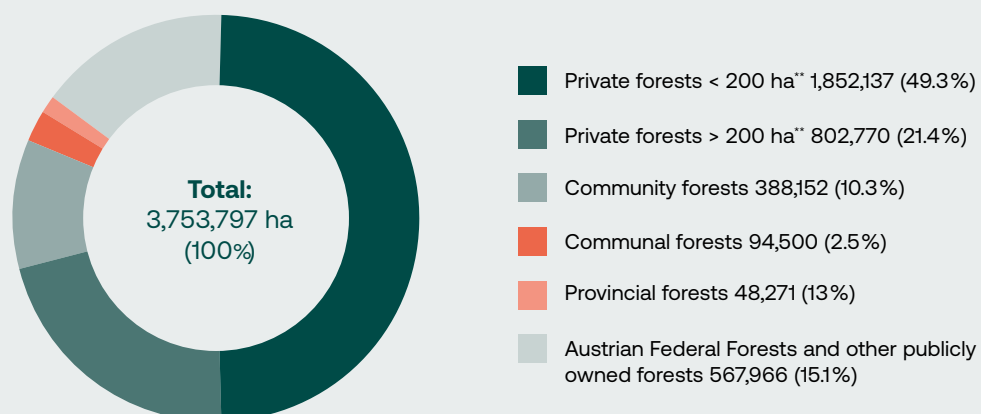 Total:
3,753,797 ha
(100%)
Private forests < 200 ha** 1,852,137 (49.3%)
Private forests > 200 ha** 802,770 (21.4%)
Community forests 388,152 (10.3%)
Communal forests 94,500 (2.5%)
Provincial forests 48,271 (13%)
Austrian Federal Forests and other publicly
owned forests 567,966 (15.1%)